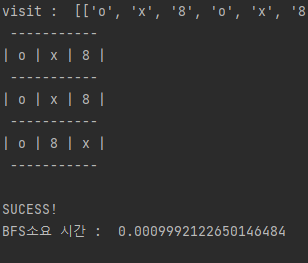 visit :  [['o', 'x', '8', 'o', 'x', '8
-----------
| o | x | 8 |
-----------
| o | x | 8 |
-----------
| o | 8 | x |
-----------
SUCESS!
BFS소요 시간 :  0.0009992122650146484